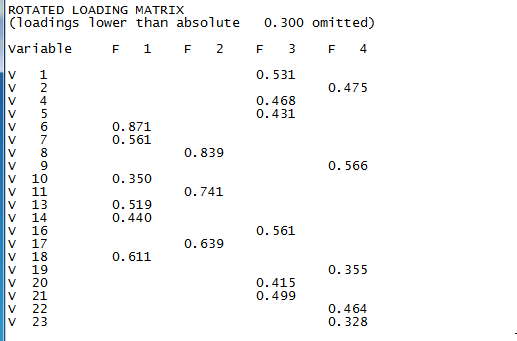 ROTATED LOADING MATRIX
(loadings lower than absolute   0.300 omitted)
Variable     F   1    F   2    F   3    F   4
V   1                          0.531
V   2                                   0.475
V   4                          0.468
V   5                          0.431
V   6        0.871
V   7        0.561
V   8                 0.839
V   9                                   0.566
V  10        0.350
V  11                 0.741
V  13        0.519
V  14        0.440
V  16                          0.561
V  17                 0.639
V  18        0.611
V  19                                   0.355
V  20                          0.415
V  21                          0.499
V  22                                   0.464
V  23                                   0.328